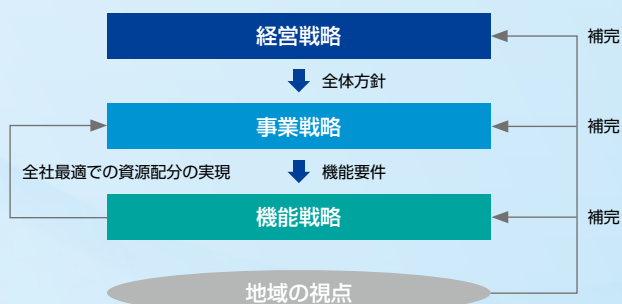 経営戦略
補完
全体方針
事業戦略
補完
全社最適での資源配分の実現
機能要件
機能戦略
補完
地域の視点